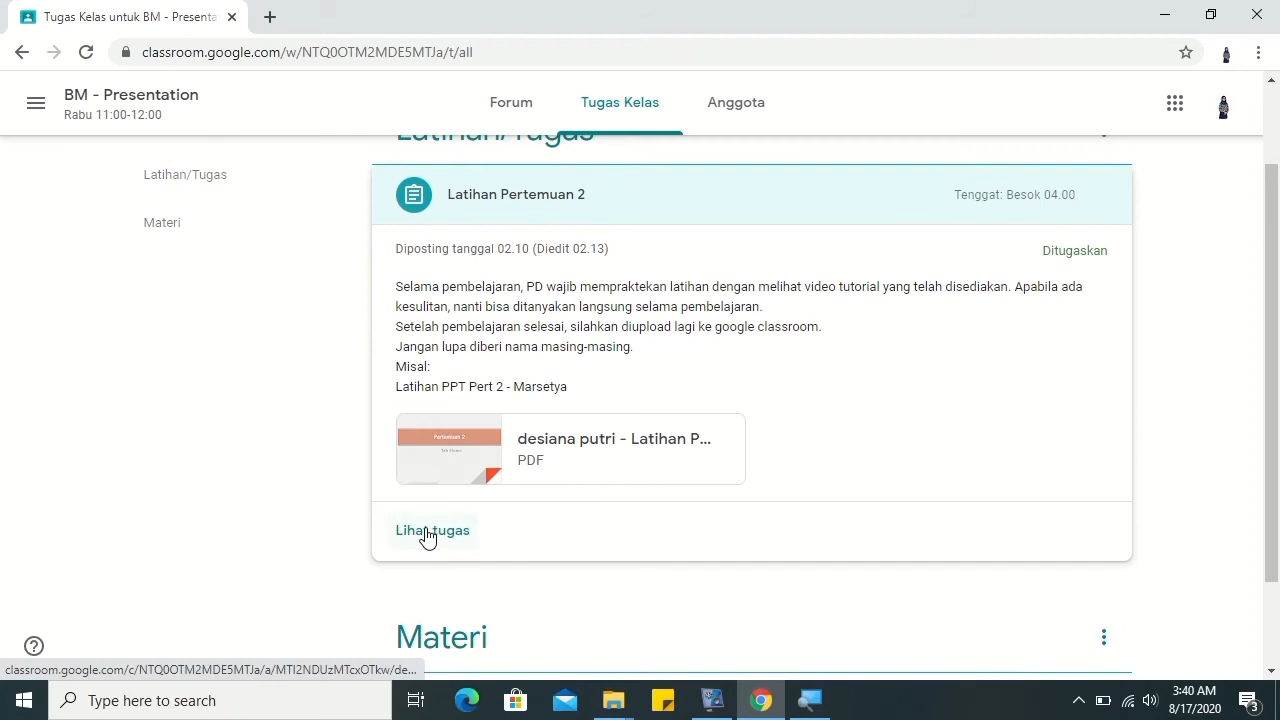 Tugas Kelas untuk BM - Presenta
classroom.google.com/w/NTQ0OTM2MDE5MTJa/t/all
BM - Presentation
Rabu 11:00-12:00
Forum
Tugas Kelas
Anggota
Latihan/Tugas
Latihan/Tugas
Materi
Latihan Pertemuan 2
Tenggat: Besok 04.00
Diposting tanggal 02.10 (Diedit 02.13)
Ditugaskan
Selama pembelajaran, PD wajib mempraktekan latihan dengan melihat video tutorial yang telah disediakan. Apabila ada
kesulitan, nanti bisa ditanyakan langsung selama pembelajaran.
Setelah pembelajaran selesai, silahkan diupload lagi ke google classroom.
Jangan lupa diberi nama masing-masing.
Misal:
Latihan PPT Pert 2 - Marsetya
Pertemuan 2
desiana putri - Latihan P...
PDF
Lihat tugas
Materi
classroom.google.com/c/NTQ0OTM2MDE5MTJa/a/MTI2NDUzMTcxOTkw/de...
Type here to search
3:40 AM
8/17/2020
3